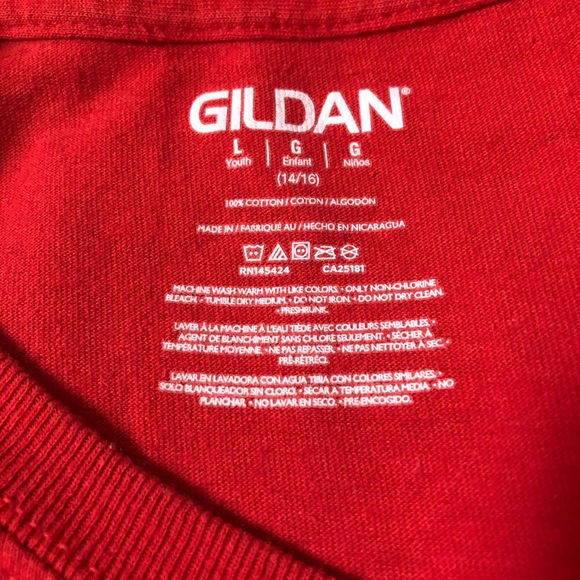 GILDAN®
L | G | G
Youth | Enfant | Niños
(14/16)
100% COTTON / COTON / ALGODÓN
MADE IN / FABRIQUÉ AU / HECHO EN NICARAGUA
RN145424 CA25181
MACHINE WASH WARM WITH LIKE COLORS. • ONLY NON-CHLORINE
BLEACH. • TUMBLE DRY MEDIUM. • DO NOT IRON. • DO NOT DRY CLEAN.
• PRESHRUNK.
LAVER À LA MACHINE À L'EAU TIÈDE AVEC COULEURS SEMBLABLES. •
AGENT DE BLANCHIMENT SANS CHLORE SEULEMENT. • SÉCHER À
TEMPÉRATURE MOYENNE. • NE PAS REPASSER. • NE PAS NETTOYER À SEC. •
PRÉ-RÉTRÉCI.
LAVAR EN LAVADORA CON AGUA TIBIA CON COLORES SIMILARES. •
SOLO BLANQUEADOR SIN CLORO. • SECAR A TEMPERATURA MEDIA. • NO
PLANCHAR. • NO LAVAR EN SECO. • PRE-ENCOGIDO.